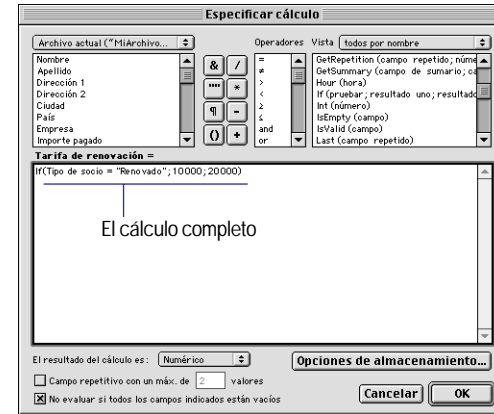 Especificar cálculo
Archivo actual ("MiArchivo...
Operadores
Vista
todos por nombre
Nombre
Apellido
Dirección 1
Dirección 2
Ciudad
País
Empresa
Importe pagado
& /
"" *
¶ -
() +
=
≠
>
<
≥
≤
and
or
GetRepetition (campo repetido; núme
GetSummary (campo de sumario; ca
Hour (hora)
If (pruebar; resultado uno; resultado
Int (número)
IsEmpty (campo)
IsValid (campo)
Last (campo repetido)
Tarifa de renovación =
If(Tipo de socio = "Renovado"; 10000; 20000)
El cálculo completo
El resultado del cálculo es: Numérico
Opciones de almacenamiento...
Campo repetitivo con un máx. de 2 valores
No evaluar si todos los campos indicados están vacíos
Cancelar
OK